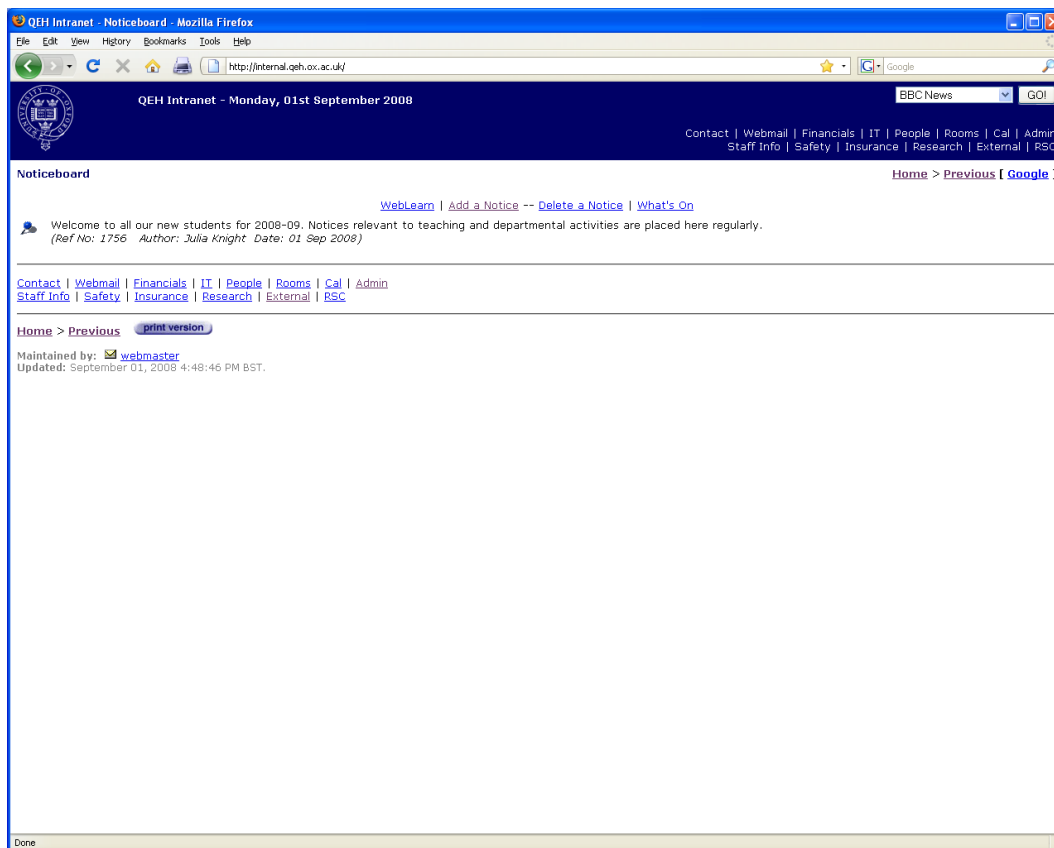 QEH Intranet - Noticeboard - Mozilla Firefox
File Edit View History Bookmarks Tools Help
http://internal.qeh.ox.ac.uk/
G Google
QEH Intranet - Monday, 01st September 2008
BBC News GO!
Contact | Webmail | Financials | IT | People | Rooms | Cal | Admin
Staff Info | Safety | Insurance | Research | External | RSC
Noticeboard
Home > Previous [ Google ]
WebLearn | Add a Notice -- Delete a Notice | What's On
Welcome to all our new students for 2008-09. Notices relevant to teaching and departmental activities are placed here regularly.
(Ref No: 1756 Author: Julia Knight Date: 01 Sep 2008)
Contact | Webmail | Financials | IT | People | Rooms | Cal | Admin
Staff Info | Safety | Insurance | Research | External | RSC
Home > Previous print version
Maintained by: webmaster
Updated: September 01, 2008 4:48:46 PM BST.
Done